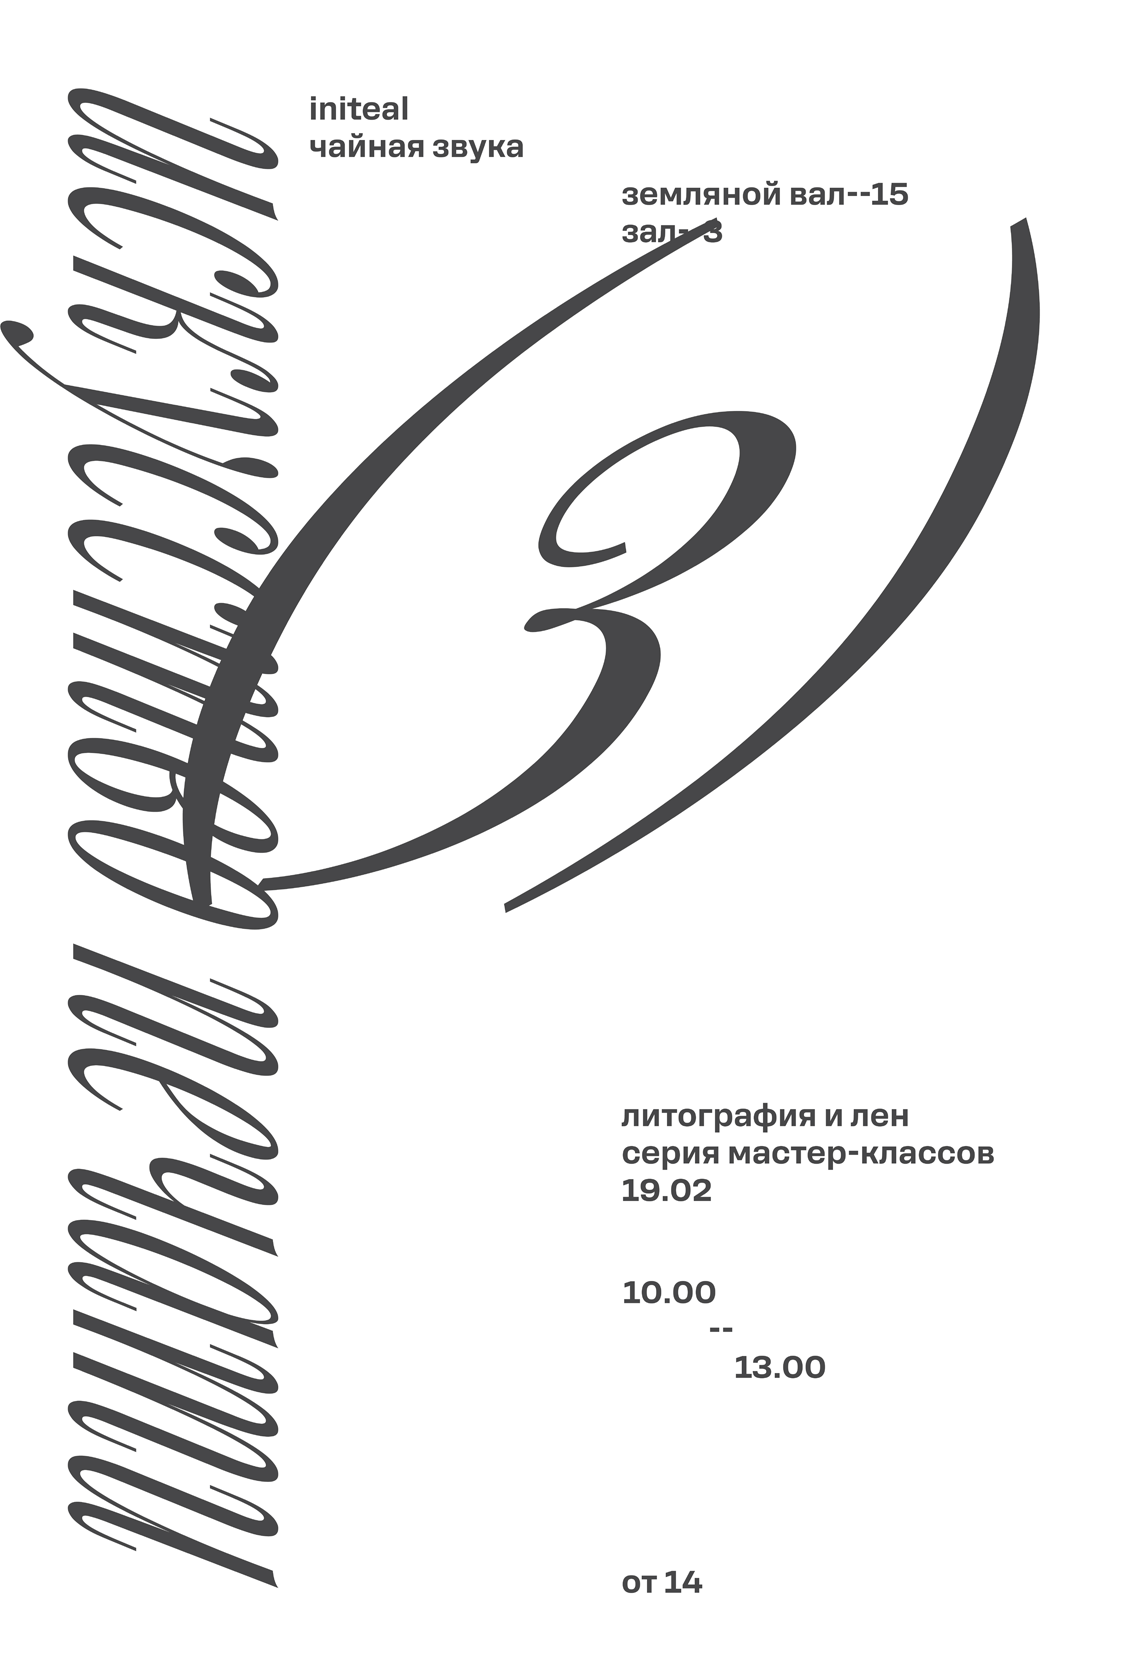 искусство печати
initeal
чайная звука
земляной вал--15
зал--3
(3)
литография и лен
серия мастер-классов
19.02
10.00
--
13.00
от 14